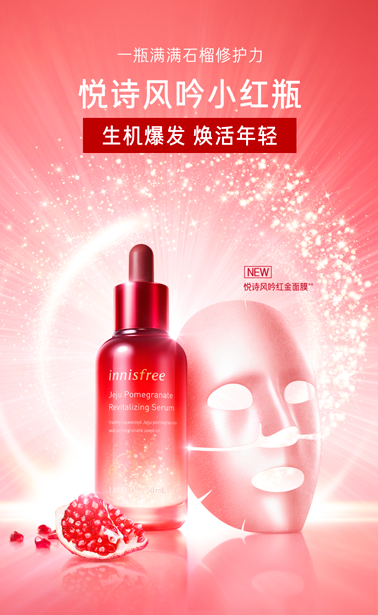 一瓶满满石榴修护力
悦诗风吟小红瓶
生机爆发 焕活年轻
NEW
悦诗风吟红金面膜
innisfree
Jeju Pomegranate
Revitalizing Serum